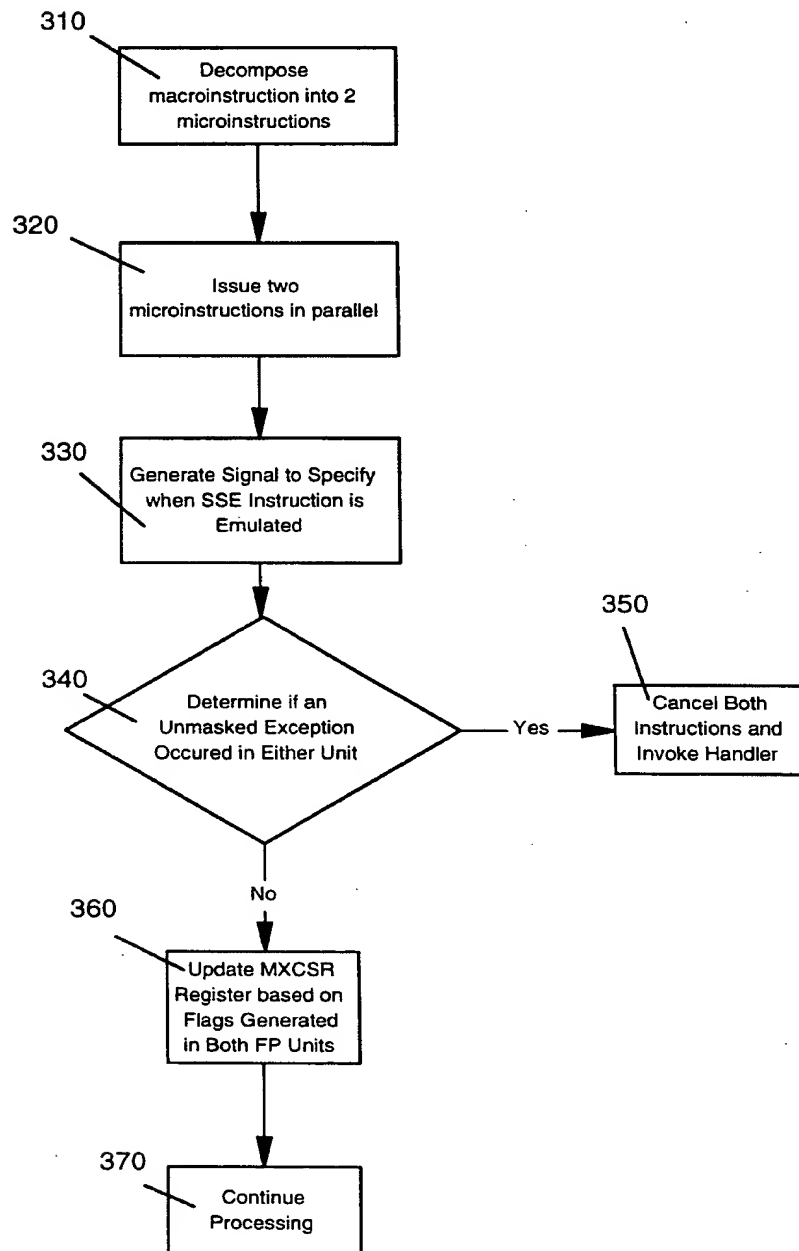 310
Decompose
macroinstruction into 2
microinstructions
320
Issue two
microinstructions in parallel
330
Generate Signal to Specify
when SSE Instruction is
Emulated
340
Determine if an
Unmasked Exception
Occured in Either Unit
Yes
350
Cancel Both
Instructions and
Invoke Handler
No
360
Update MXCSR
Register based on
Flags Generated
in Both FP Units
370
Continue
Processing